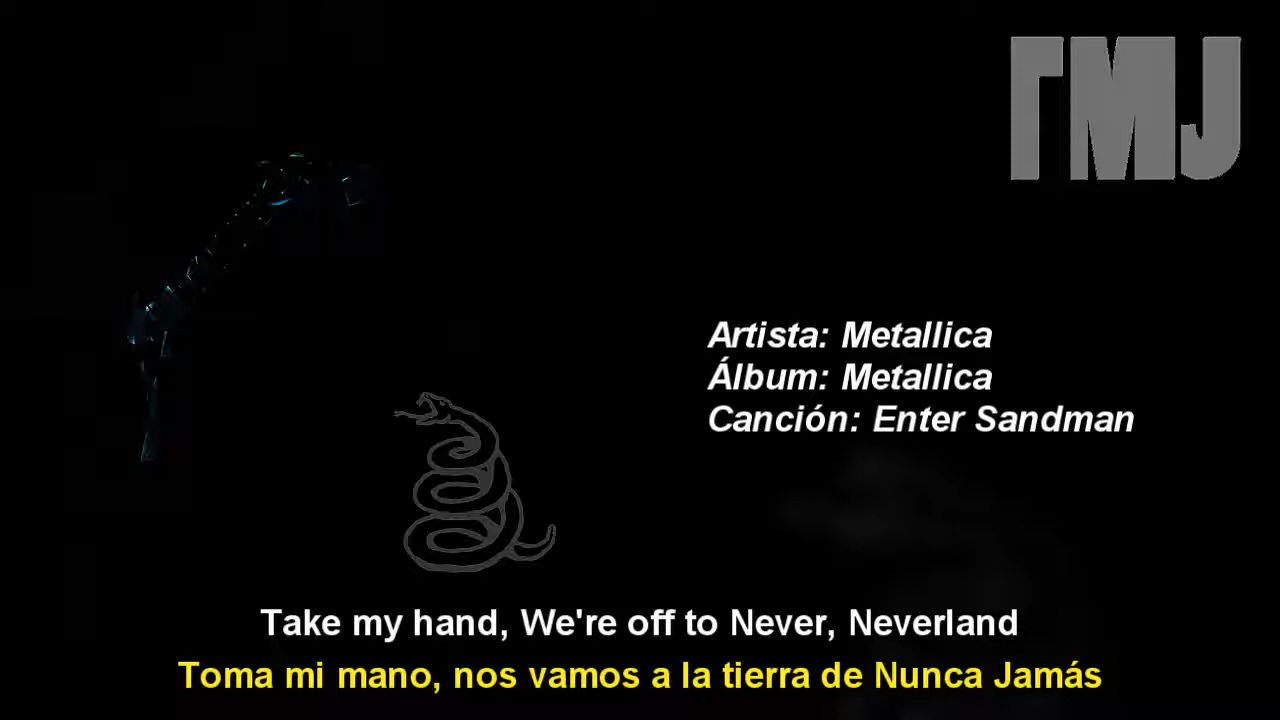 TMJ
Artista: Metallica
Álbum: Metallica
Canción: Enter Sandman
Take my hand, We're off to Never, Neverland
Toma mi mano, nos vamos a la tierra de Nunca Jamás